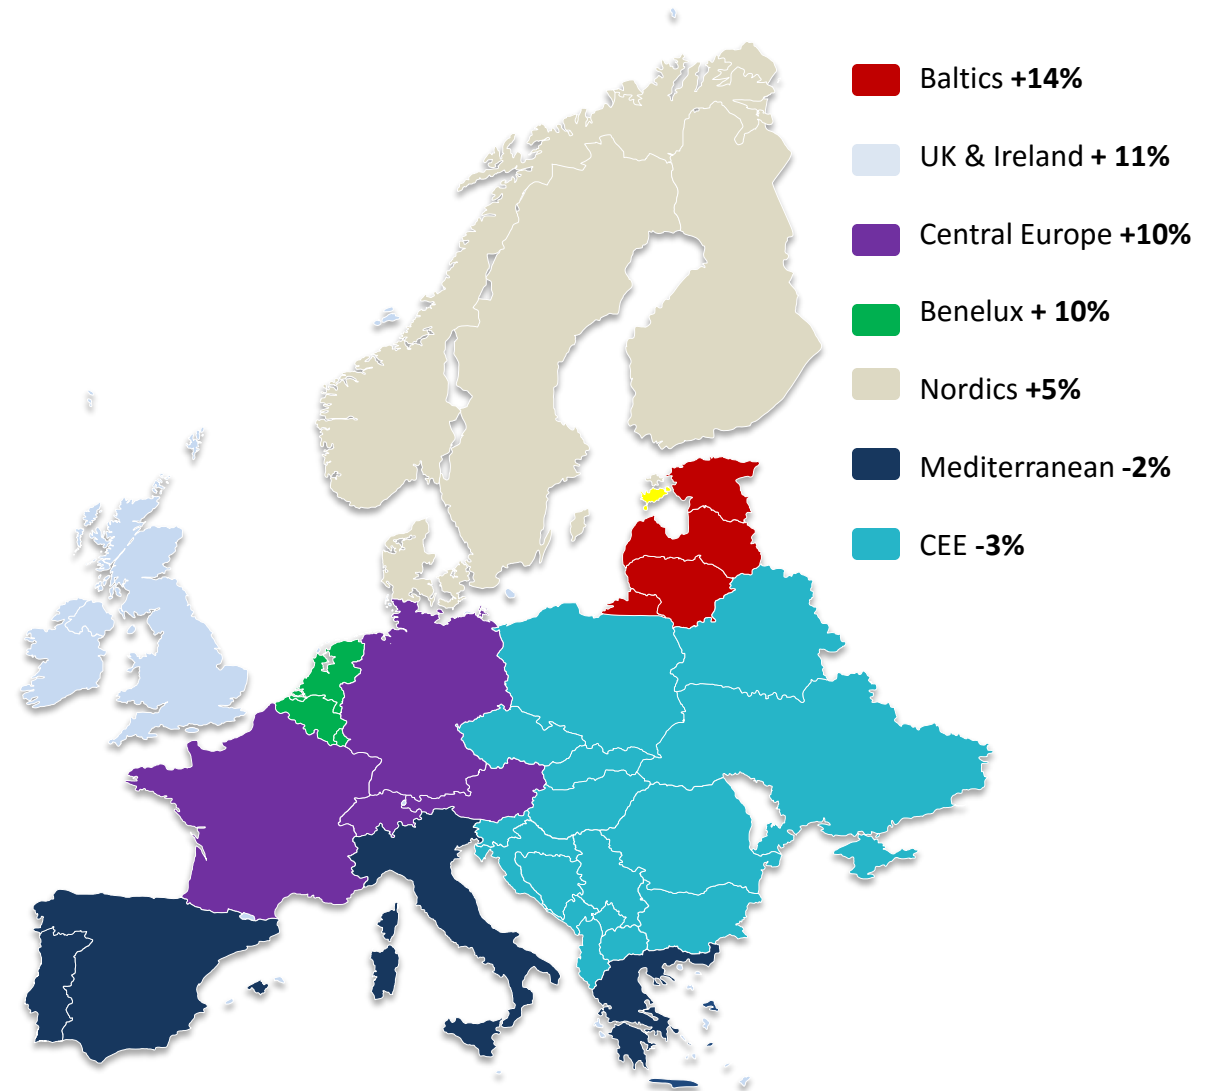 Baltics +14%
UK & Ireland + 11%
Central Europe +10%
Benelux + 10%
Nordics +5%
Mediterranean -2%
CEE -3%